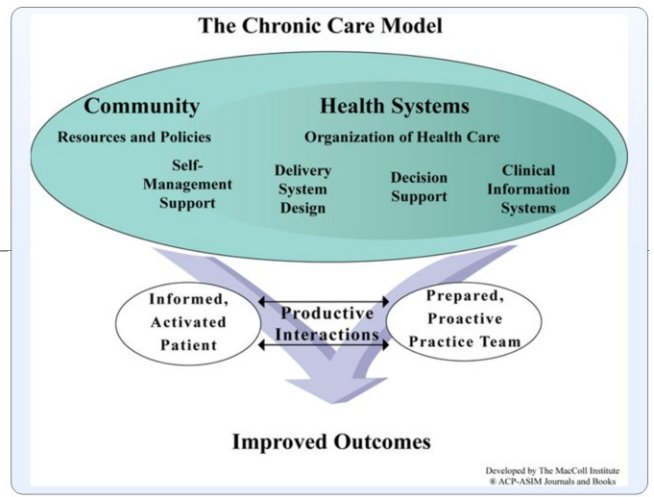 The Chronic Care Model
Community
Resources and Policies
Health Systems
Organization of Health Care
Self-
Management
Support
Delivery
System
Design
Decision
Support
Clinical
Information
Systems
Informed,
Activated
Patient
Productive
Interactions
Prepared,
Proactive
Practice Team
Improved Outcomes
Developed by The MacColl Institute
® ACP-ASIM Journals and Books